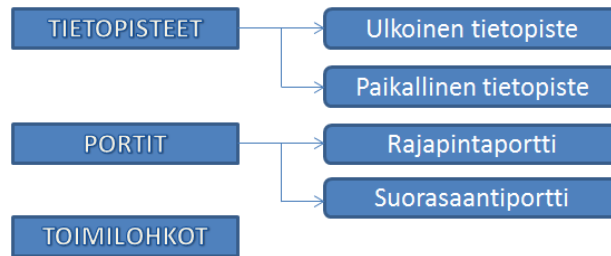 TIETOPISTEET
Ulkoinen tietopiste
Paikallinen tietopiste
PORTIT
Rajapintaportti
Suorasaantiportti
TOIMILOHKOT